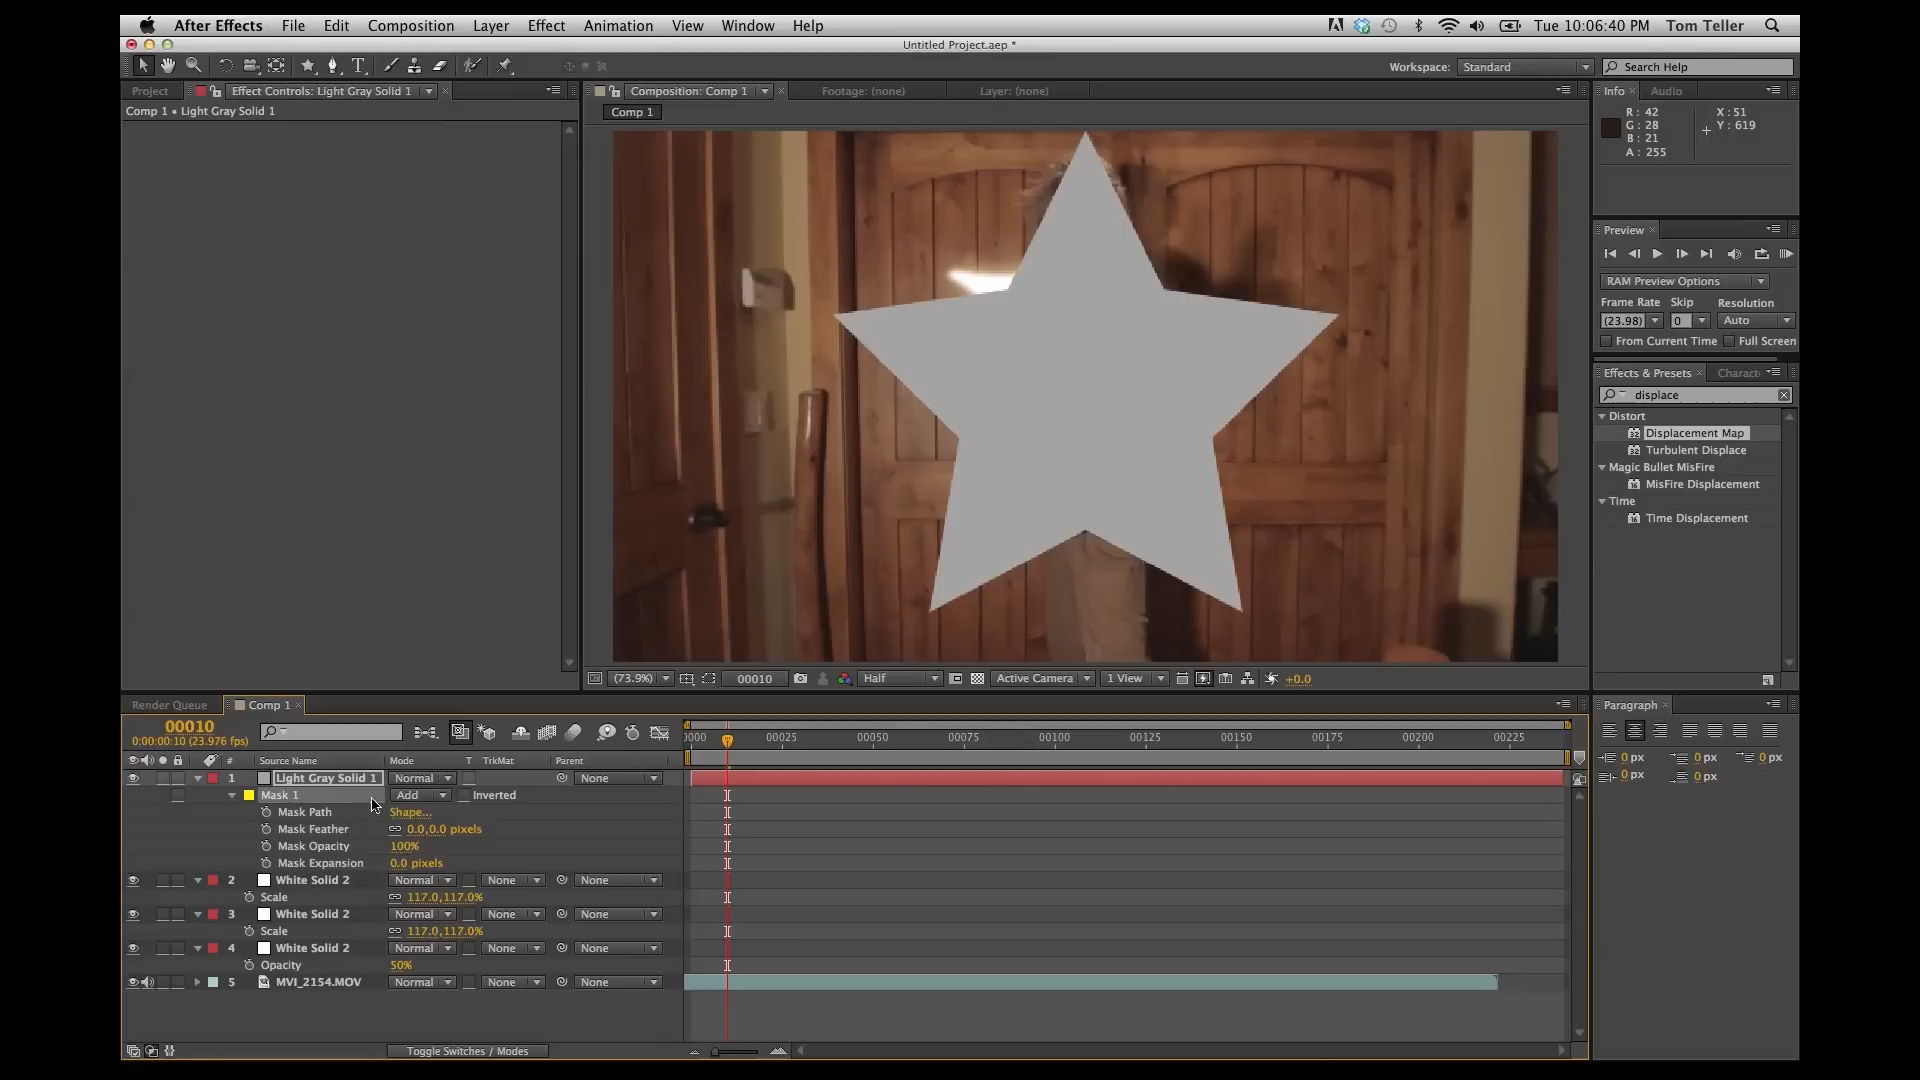 After Effects File Edit Composition Layer Effect Animation View Window Help Tue 10:06:40 PM Tom Teller
Untitled Project.aep *
Workspace: Standard Search Help
Project Effect Controls: Light Gray Solid 1 Composition: Comp 1 Footage: (none) Layer: (none) Info Audio
Comp 1 • Light Gray Solid 1
Comp 1
R: 42 X: 51
G: 28 Y: 619
B: 21
A: 255
Preview
RAM Preview Options
Frame Rate Skip Resolution
(23.98) 0 Auto
From Current Time Full Screen
Effects & Presets Charact
displace
Distort
32 Displacement Map
32 Turbulent Displace
Magic Bullet MisFire
16 MisFire Displacement
Time
16 Time Displacement
(73.9%) 00010 Half Active Camera 1 View +0.0
Render Queue Comp 1
00010
0:00:00:10 (23.976 fps)
0000 00025 00050 00075 00100 00125 00150 00175 00200 00225
# Source Name Mode T TrkMat Parent
1 Light Gray Solid 1 Normal None
Mask 1 Add Inverted
Mask Path Shape...
Mask Feather 0.0,0.0 pixels
Mask Opacity 100%
Mask Expansion 0.0 pixels
2 White Solid 2 Normal None None
Scale 117.0,117.0%
3 White Solid 2 Normal None None
Scale 117.0,117.0%
4 White Solid 2 Normal None None
Opacity 50%
5 MVI_2154.MOV Normal None None
Toggle Switches / Modes
Paragraph
0 px 0 px 0 px
0 px 0 px